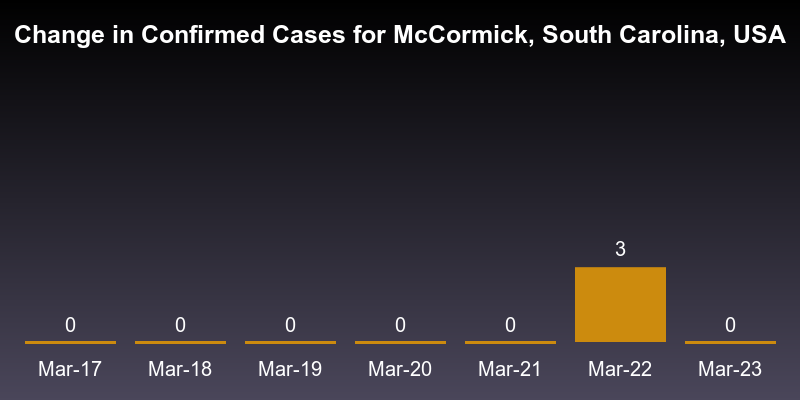 Change in Confirmed Cases for McCormick, South Carolina, USA
3
0 0 0 0 0 0
Mar-17 Mar-18 Mar-19 Mar-20 Mar-21 Mar-22 Mar-23